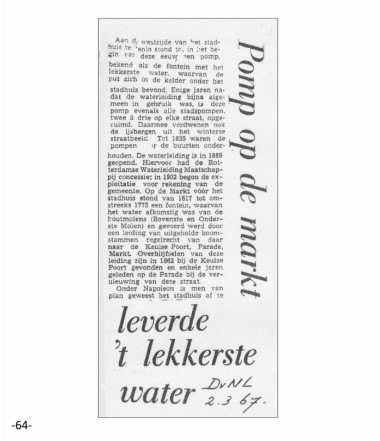 Pomp op de markt
leverde
't lekkerste
water
Aan de westzijde van het stad-
huis te Venlo stond in het be-
gin van deze eeuw een pomp,
bekend als de fontein met het
lekkerste water, waarvan de
put zich in de kelder onder het
stadhuis bevond. Enige jaren na-
dat de waterleiding bijna alge-
meen in gebruik was, is deze
pomp evenals alle stadspompen,
twee à drie op elke straat, opge-
ruimd. Daarmee verdwenen ook
de ijsbergen uit het winterse
straatbeeld. Tot 1835 waren de
pompen door de buurten onder-
houden. De waterleiding is in 1889
geopend. Hiervoor had de Rot-
terdamse Waterleiding Maatschap-
pij concessie; in 1902 begon de ex-
ploitatie voor rekening van de
gemeente. Op de Markt vóór het
stadhuis stond van 1617 tot om-
streeks 1775 een fontein, waarvan
het water afkomstig was van de
houtmolens (Bovenste en Onder-
ste Molen) en gevoerd werd door
een leiding van uitgeholde boom-
stammen regelrecht van daar
naar de Keulse Poort, Parade,
Markt. Overblijfselen van deze
leiding zijn in 1862 bij de Keulse
Poort gevonden en enkele jaren
geleden op de Parade bij de ver-
nieuwing van deze straat.
Onder Napoleon is men van
plan geweest het stadhuis af te
DvNL
2.3.67.
-64-